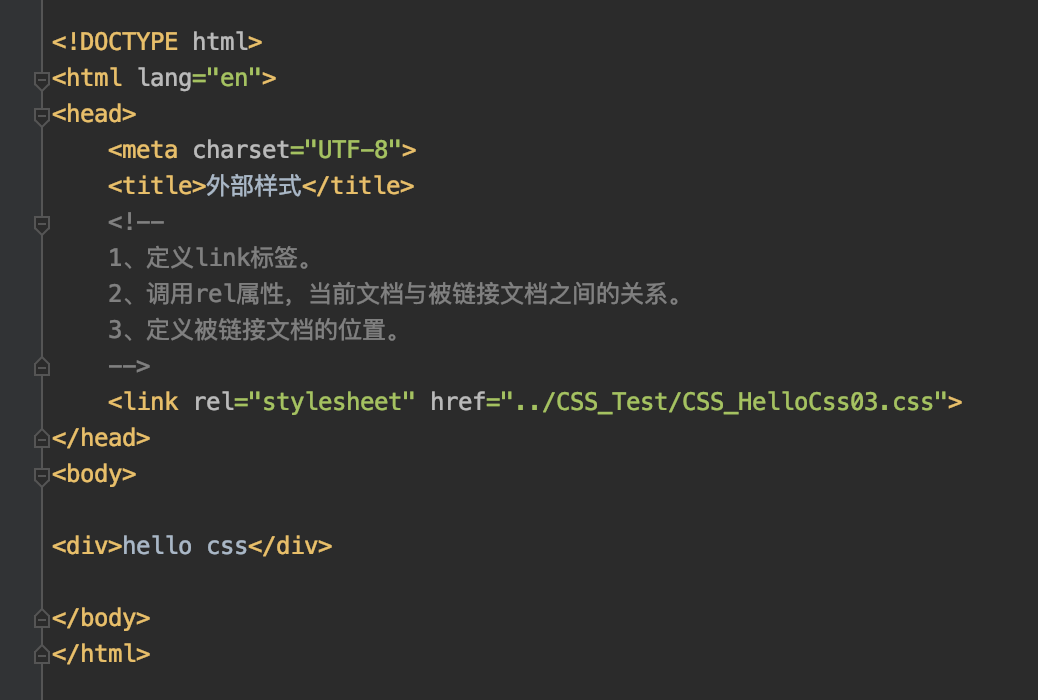 <!DOCTYPE html>
<html lang="en">
<head>
    <meta charset="UTF-8">
    <title>外部样式</title>
    <!--
    1、定义link标签。
    2、调用rel属性，当前文档与被链接文档之间的关系。
    3、定义被链接文档的位置。
    -->
    <link rel="stylesheet" href="../CSS_Test/CSS_HelloCss03.css">
</head>
<body>
<div>hello css</div>
</body>
</html>